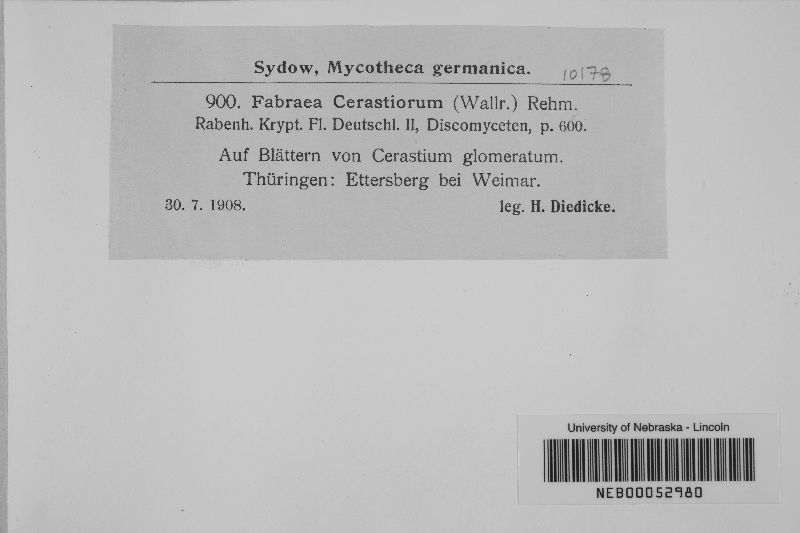 Sydow, Mycotheca germanica. 10178
900. Fabraea Cerastiorum (Wallr.) Rehm.
Rabenh. Krypt. Fl. Deutschl. II, Discomyceten, p. 600.
Auf Blättern von Cerastium glomeratum.
Thüringen: Ettersberg bei Weimar.
30. 7. 1908. leg. H. Diedicke.
University of Nebraska - Lincoln
NEB00052980